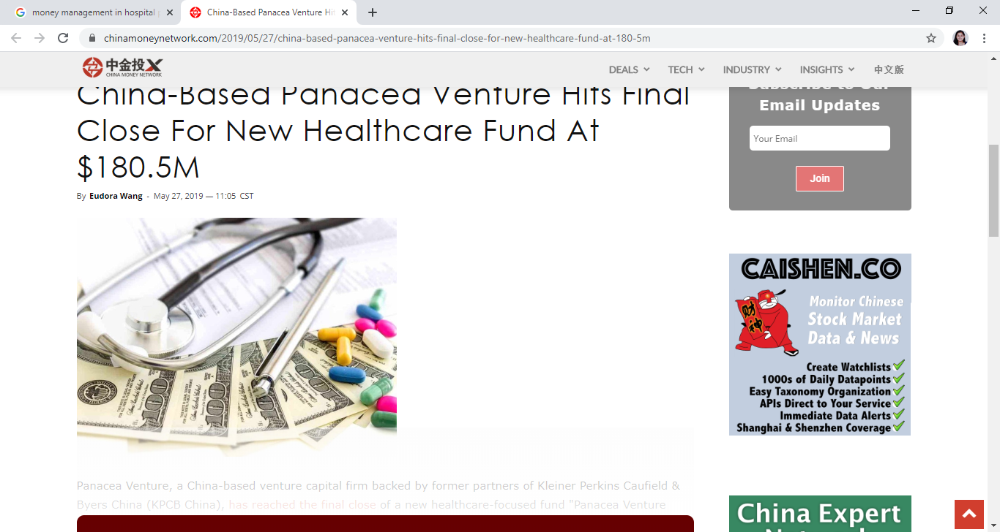 money management in hospital p
China-Based Panacea Venture Hit
chinamoneynetwork.com/2019/05/27/china-based-panacea-venture-hits-final-close-for-new-healthcare-fund-at-180-5m
中金投X
CHINA MONEY NETWORK
DEALS
TECH
INDUSTRY
INSIGHTS
中文版
China-Based Panacea Venture Hits Final
Close For New Healthcare Fund At
$180.5M
By Eudora Wang - May 27, 2019 — 11:05 CST
100
100
100
100
Panacea Venture, a China-based venture capital firm backed by former partners of Kleiner Perkins Caufield &
Byers China (KPCB China), has reached the final close of a new healthcare-focused fund "Panacea Venture
Subscribe to Our
Email Updates
Your Email
Join
CAISHEN.CO
财神
Monitor Chinese
Stock Market
Data & News
Create Watchlists
1000s of Daily Datapoints
Easy Taxonomy Organization
APIs Direct to Your Service
Immediate Data Alerts
Shanghai & Shenzhen Coverage
China Expert